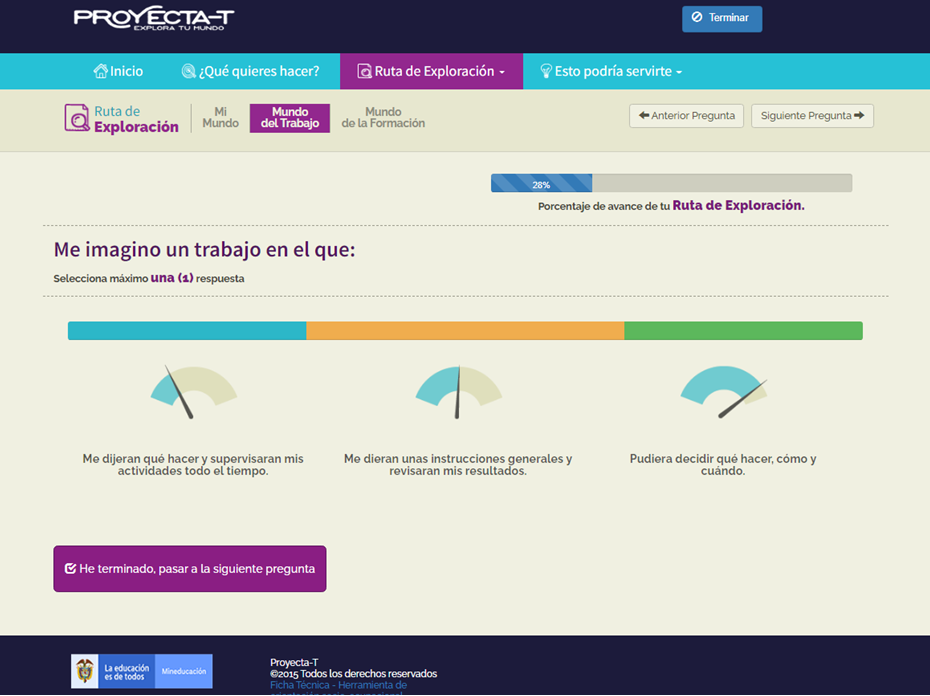 PROYECTA-T
EXPLORA TU MUNDO
Terminar
Inicio
¿Qué quieres hacer?
Ruta de Exploración
Esto podría servirte
Ruta de
Exploración
Mi
Mundo
Mundo
del Trabajo
Mundo
de la Formación
Anterior Pregunta
Siguiente Pregunta
28%
Porcentaje de avance de tu Ruta de Exploración.
Me imagino un trabajo en el que:
Selecciona máximo una (1) respuesta
Me dijeran qué hacer y supervisaran mis
actividades todo el tiempo.
Me dieran unas instrucciones generales y
revisaran mis resultados.
Pudiera decidir qué hacer, cómo y
cuándo.
He terminado, pasar a la siguiente pregunta
La educación
es de todos
Mineducación
Proyecta-T
©2015 Todos los derechos reservados
Ficha Técnica - Herramienta de